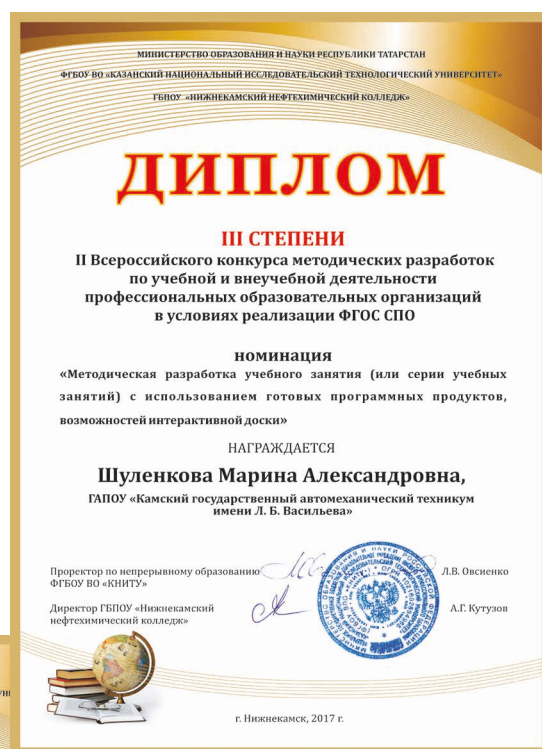 МИНИСТЕРСТВО ОБРАЗОВАНИЯ И НАУКИ РЕСПУБЛИКИ ТАТАРСТАН
ФГБОУ ВО «КАЗАНСКИЙ НАЦИОНАЛЬНЫЙ ИССЛЕДОВАТЕЛЬСКИЙ ТЕХНОЛОГИЧЕСКИЙ УНИВЕРСИТЕТ»
ГБПОУ «НИЖНЕКАМСКИЙ НЕФТЕХИМИЧЕСКИЙ КОЛЛЕДЖ»
ДИПЛОМ
III СТЕПЕНИ
II Всероссийского конкурса методических разработок
по учебной и внеучебной деятельности
профессиональных образовательных организаций
в условиях реализации ФГОС СПО
номинация
«Методическая разработка учебного занятия (или серии учебных
занятий) с использованием готовых программных продуктов,
возможностей интерактивной доски»
НАГРАЖДАЕТСЯ
Шуленкова Марина Александровна,
ГАПОУ «Камский государственный автомеханический техникум
имени Л. Б. Васильева»
Проректор по непрерывному образованию
ФГБОУ ВО «КНИТУ»
Л.В. Овсиенко
Директор ГБПОУ «Нижнекамский
нефтехимический колледж»
А.Г. Кутузов
г. Нижнекамск, 2017 г.